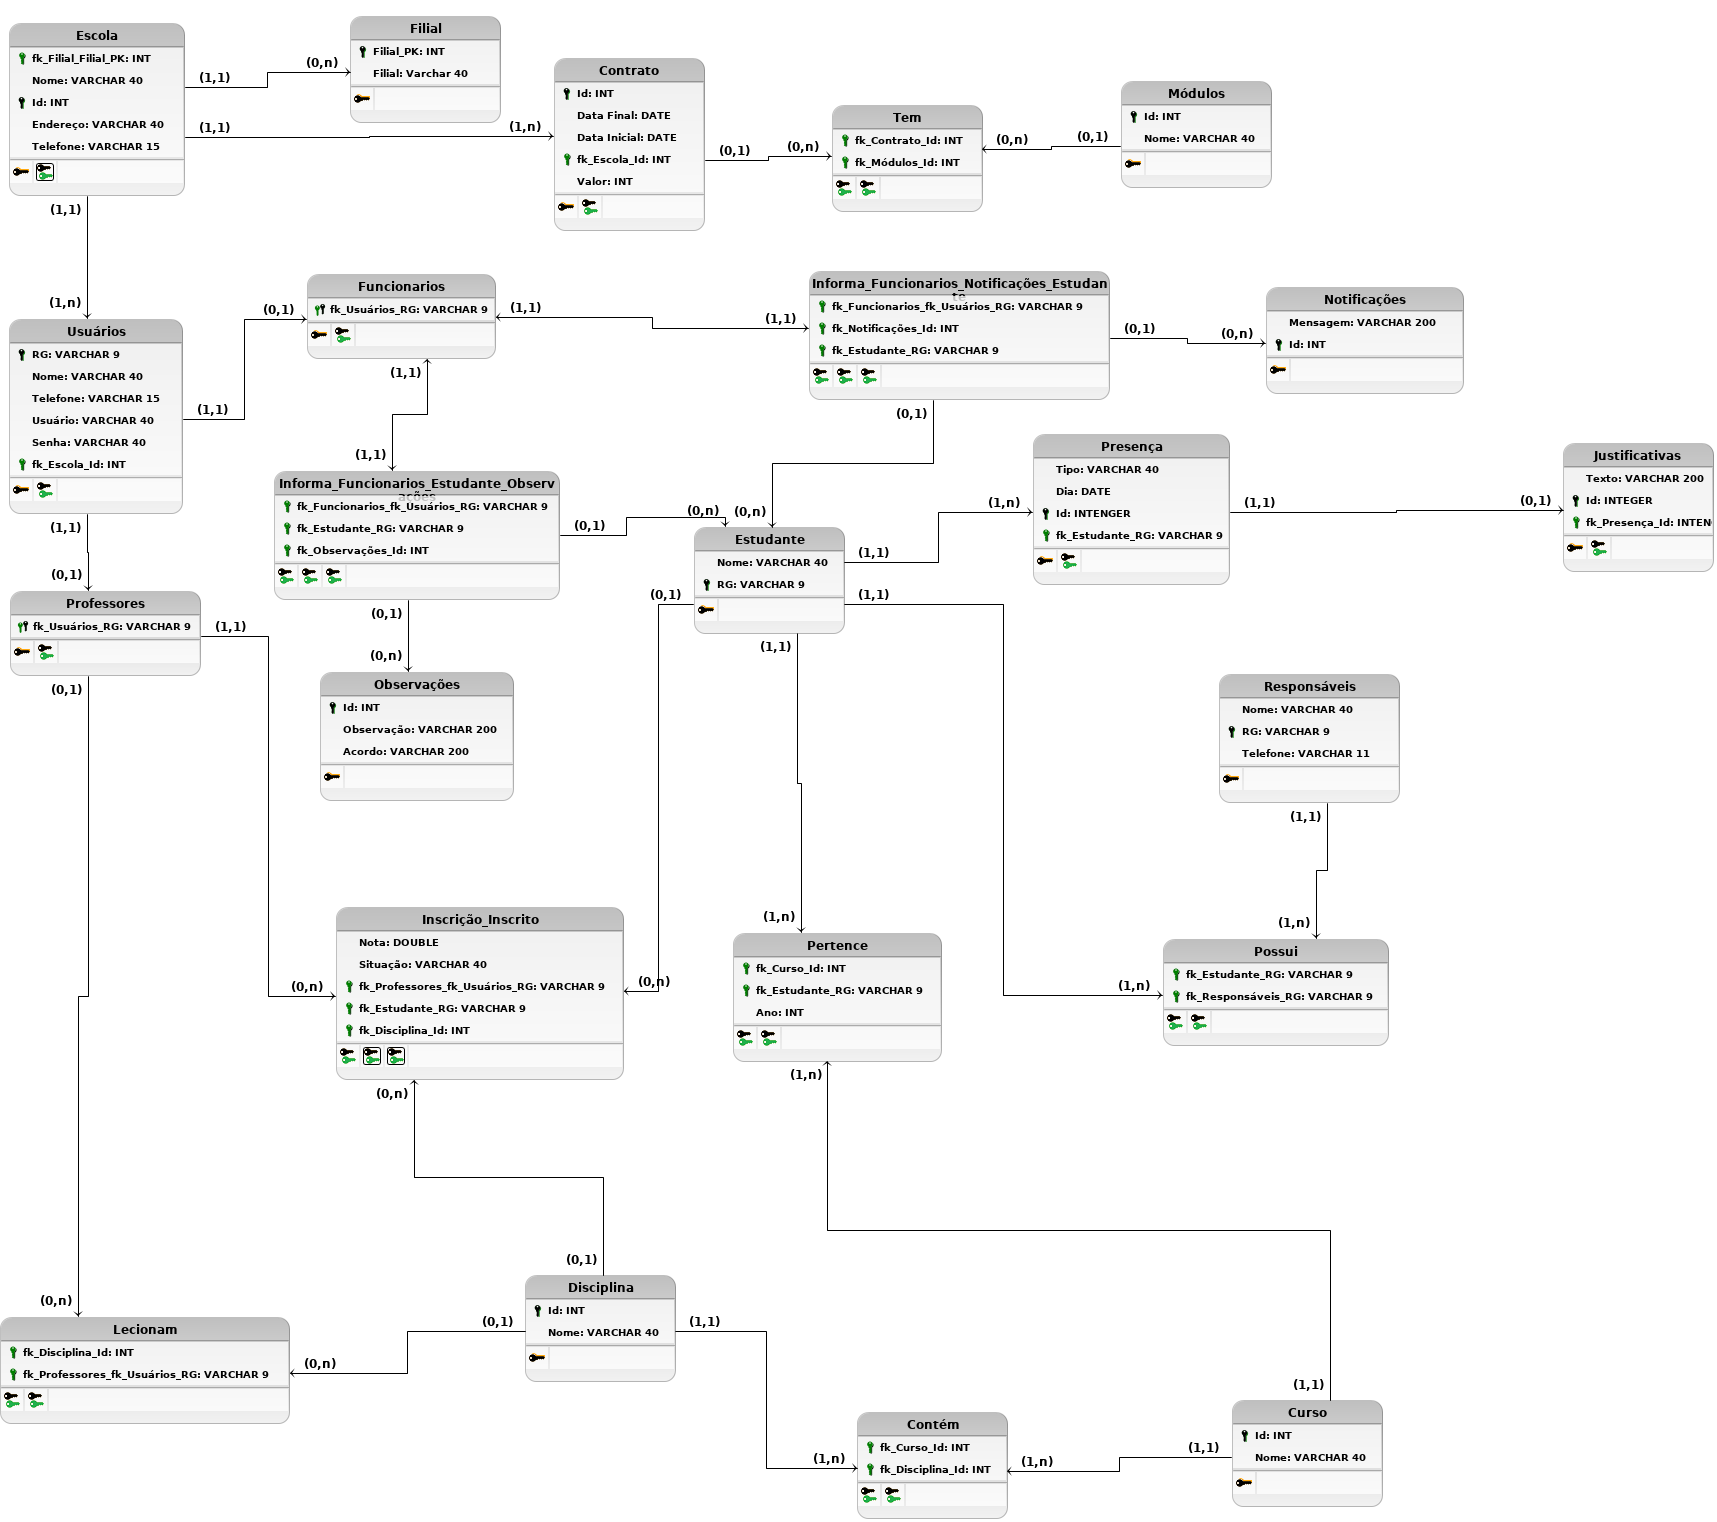 Escola
fk_Filial_Filial_PK: INT
Nome: VARCHAR 40
Id: INT
Endereço: VARCHAR 40
Telefone: VARCHAR 15
(1,1)
(0,n)
Filial
Filial_PK: INT
Filial: Varchar 40
(1,1)
(1,n)
Contrato
Id: INT
Data Final: DATE
Data Inicial: DATE
fk_Escola_Id: INT
Valor: INT
(0,1)
(0,n)
Tem
fk_Contrato_Id: INT
fk_Módulos_Id: INT
(0,n)
(0,1)
Módulos
Id: INT
Nome: VARCHAR 40
(1,1)
(1,n)
Usuários
RG: VARCHAR 9
Nome: VARCHAR 40
Telefone: VARCHAR 15
Usuário: VARCHAR 40
Senha: VARCHAR 40
fk_Escola_Id: INT
(1,1)
(0,1)
Funcionarios
fk_Usuários_RG: VARCHAR 9
(1,1)
(1,1)
Informa_Funcionarios_Notificações_Estudan
te
fk_Funcionarios_fk_Usuários_RG: VARCHAR 9
fk_Notificações_Id: INT
fk_Estudante_RG: VARCHAR 9
(0,1)
(0,n)
Notificações
Mensagem: VARCHAR 200
Id: INT
(1,1)
(1,1)
Informa_Funcionarios_Estudante_Observ
ações
fk_Funcionarios_fk_Usuários_RG: VARCHAR 9
fk_Estudante_RG: VARCHAR 9
fk_Observações_Id: INT
(0,1)
(0,n)
(0,1)
(0,n)
Estudante
Nome: VARCHAR 40
RG: VARCHAR 9
(1,1)
(1,n)
Presença
Tipo: VARCHAR 40
Dia: DATE
Id: INTENGER
fk_Estudante_RG: VARCHAR 9
(1,1)
(0,1)
Justificativas
Texto: VARCHAR 200
Id: INTEGER
fk_Presença_Id: INTEN
(1,1)
(0,1)
Professores
fk_Usuários_RG: VARCHAR 9
(1,1)
(0,1)
(0,1)
(0,n)
Observações
Id: INT
Observação: VARCHAR 200
Acordo: VARCHAR 200
(0,1)
(1,1)
(1,1)
Responsáveis
Nome: VARCHAR 40
RG: VARCHAR 9
Telefone: VARCHAR 11
(1,1)
(1,n)
(0,n)
Inscrição_Inscrito
Nota: DOUBLE
Situação: VARCHAR 40
fk_Professores_fk_Usuários_RG: VARCHAR 9
fk_Estudante_RG: VARCHAR 9
fk_Disciplina_Id: INT
(0,n)
(1,n)
Pertence
fk_Curso_Id: INT
fk_Estudante_RG: VARCHAR 9
Ano: INT
(1,n)
Possui
fk_Estudante_RG: VARCHAR 9
fk_Responsáveis_RG: VARCHAR 9
(0,n)
(1,n)
(0,1)
(0,n)
Lecionam
fk_Disciplina_Id: INT
fk_Professores_fk_Usuários_RG: VARCHAR 9
(0,n)
(0,1)
Disciplina
Id: INT
Nome: VARCHAR 40
(1,1)
(1,n)
Contém
fk_Curso_Id: INT
fk_Disciplina_Id: INT
(1,n)
(1,1)
(1,1)
Curso
Id: INT
Nome: VARCHAR 40